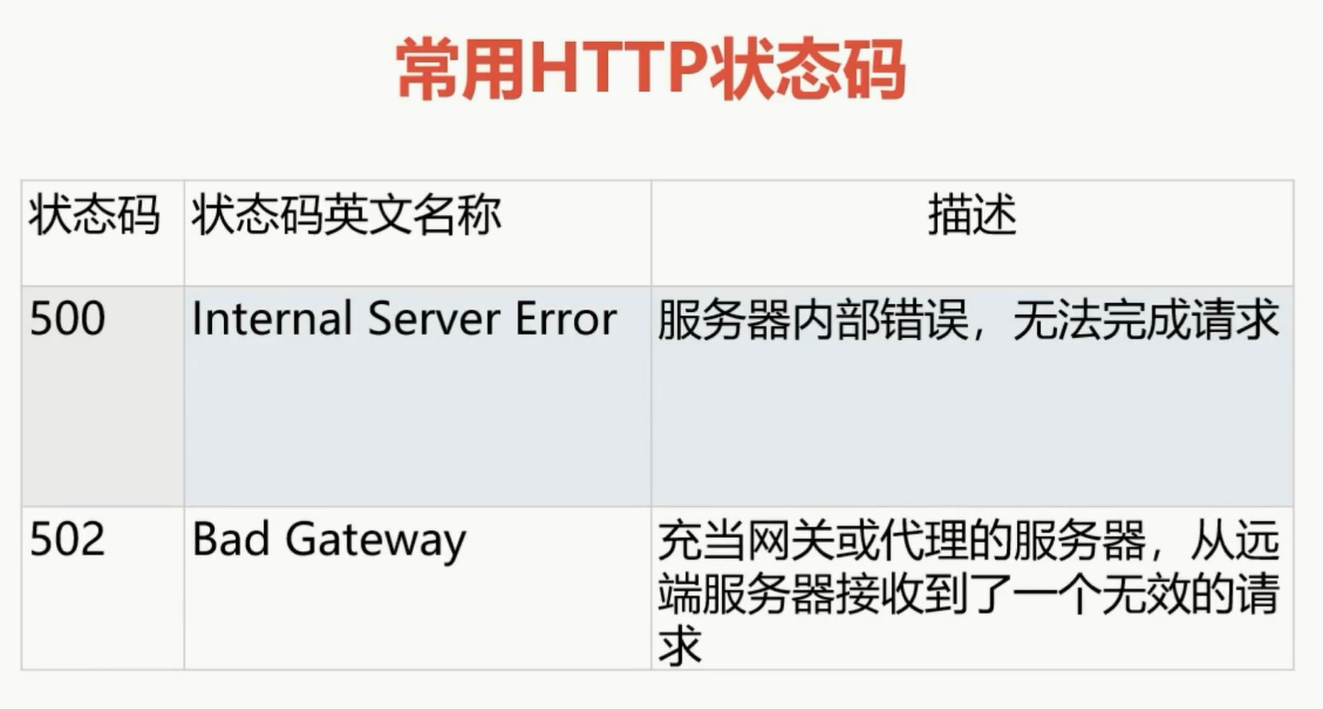 常用HTTP状态码
状态码 状态码英文名称 描述
500 Internal Server Error 服务器内部错误，无法完成请求
502 Bad Gateway 充当网关或代理的服务器，从远
端服务器接收到了一个无效的请
求